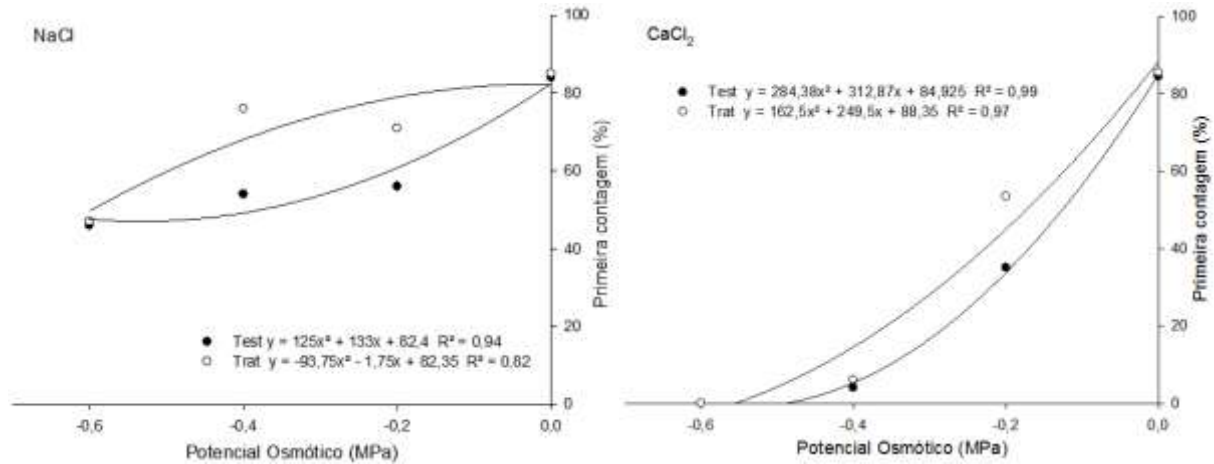 NaCl
100
80
60
40
20
0
Primeira contagem (%)
Test y = 125x² + 133x + 82,4 R² = 0,94
Trat y = -93,75x² - 1,75x + 82,35 R² = 0,82
-0,6 -0,4 -0,2 0,0
Potencial Osmótico (MPa)
CaCl₂
Test y = 284,38x² + 312,87x + 84,925 R² = 0,99
Trat y = 162,5x² + 249,5x + 88,35 R² = 0,97
100
80
60
40
20
0
Primeira contagem (%)
-0,6 -0,4 -0,2 0,0
Potencial Osmótico (MPa)